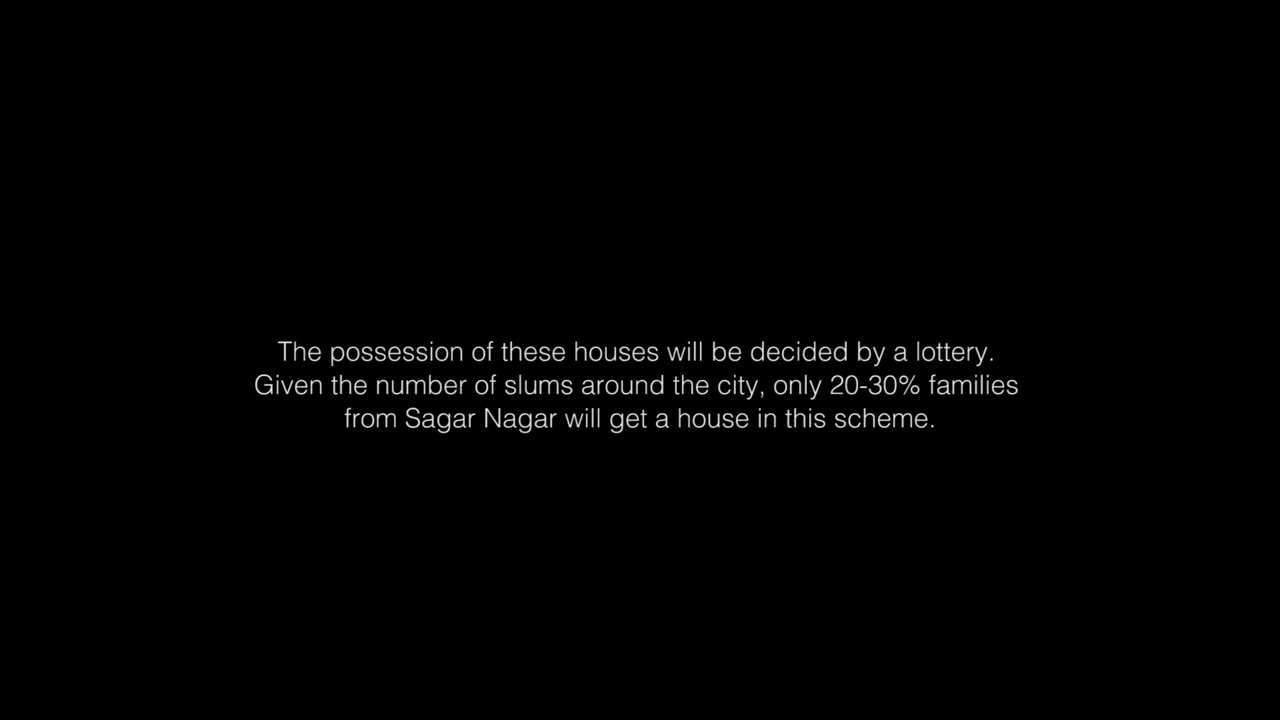 The possession of these houses will be decided by a lottery.
Given the number of slums around the city, only 20-30% families
from Sagar Nagar will get a house in this scheme.